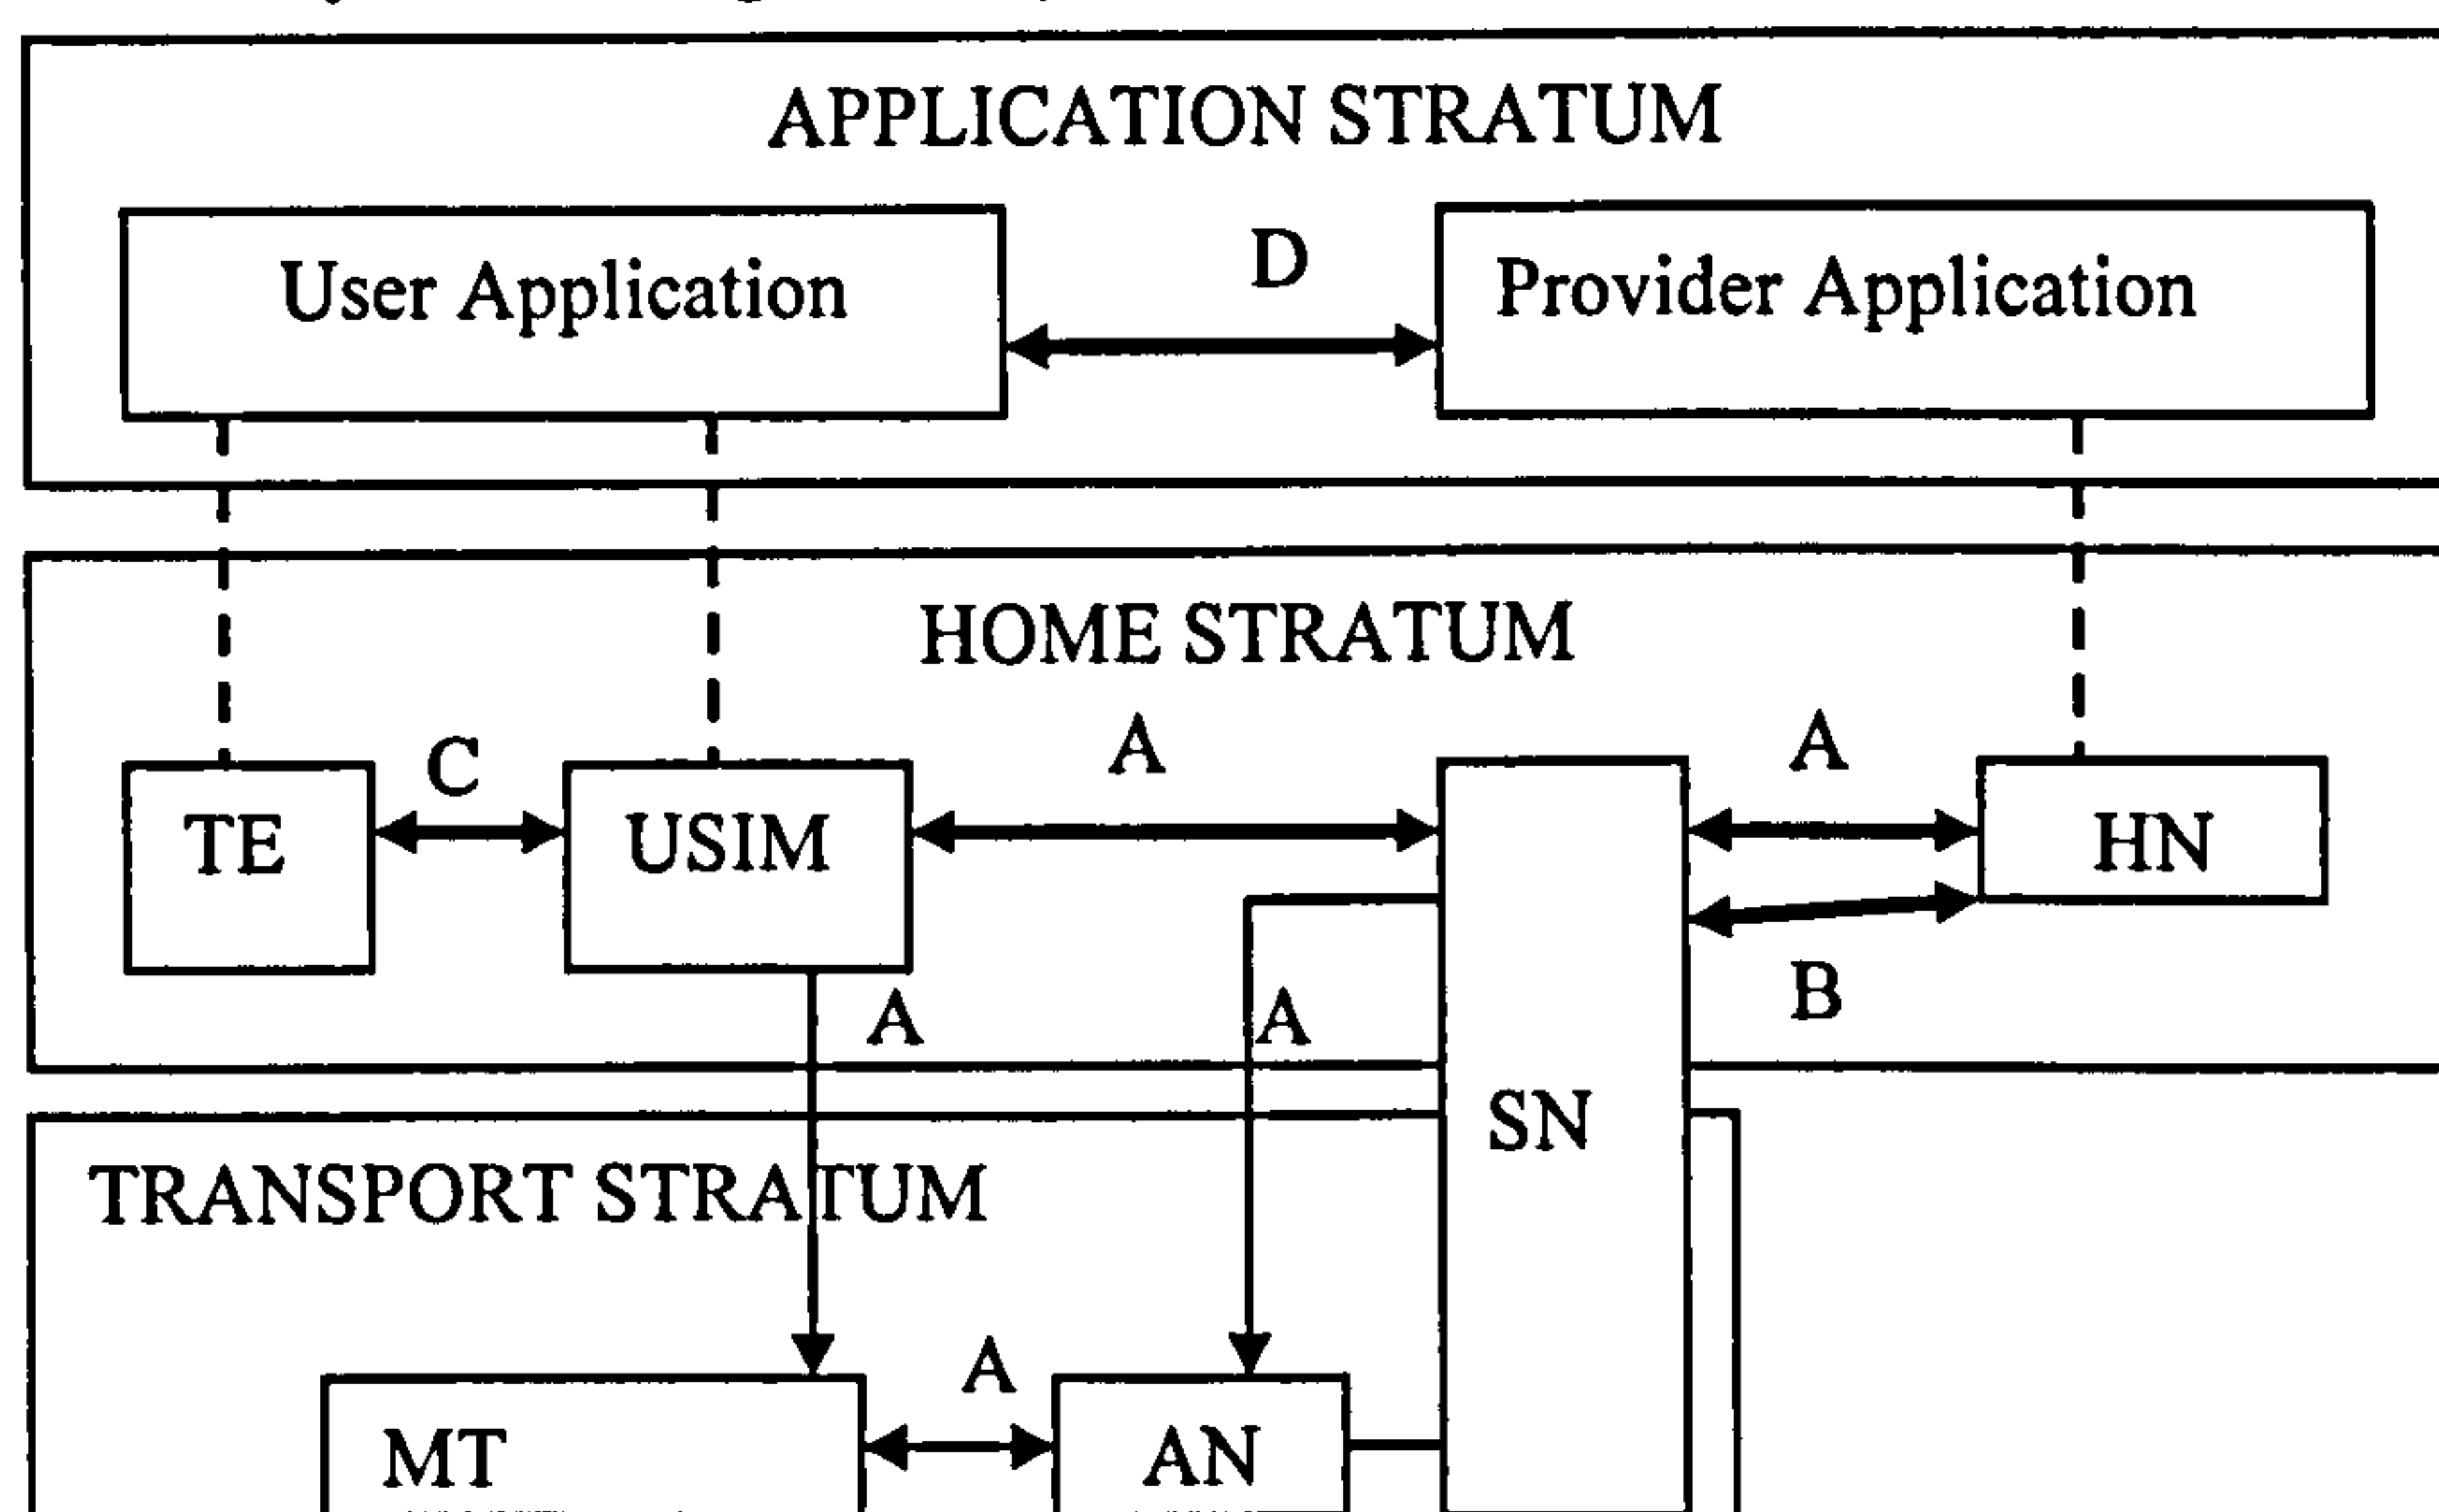 APPLICATION STRATUM
User Application
D
Provider Application
HOME STRATUM
C
A
A
TE
USIM
HN
A
A
B
SN
TRANSPORT STRATUM
A
MT
AN